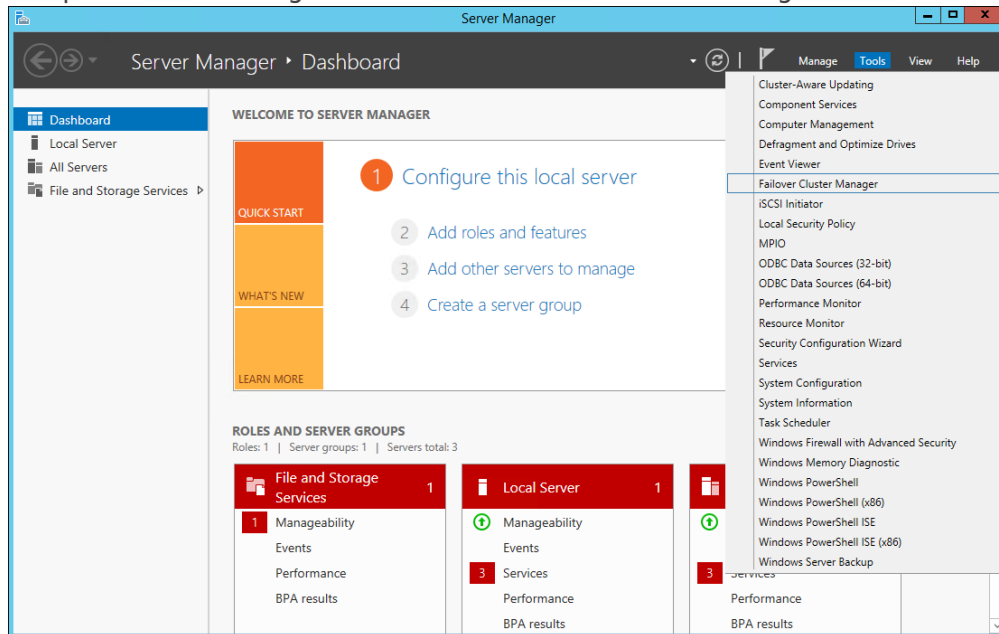 Server Manager
Server Manager • Dashboard
Manage Tools View Help
Dashboard
Local Server
All Servers
File and Storage Services
WELCOME TO SERVER MANAGER
QUICK START
WHAT'S NEW
LEARN MORE
1 Configure this local server
2 Add roles and features
3 Add other servers to manage
4 Create a server group
ROLES AND SERVER GROUPS
Roles: 1 | Server groups: 1 | Servers total: 3
File and Storage
Services
1
1 Manageability
Events
Performance
BPA results
Local Server 1
Manageability
Events
3 Services
Performance
BPA results
3 Services
Performance
BPA results
Cluster-Aware Updating
Component Services
Computer Management
Defragment and Optimize Drives
Event Viewer
Failover Cluster Manager
iSCSI Initiator
Local Security Policy
MPIO
ODBC Data Sources (32-bit)
ODBC Data Sources (64-bit)
Performance Monitor
Resource Monitor
Security Configuration Wizard
Services
System Configuration
System Information
Task Scheduler
Windows Firewall with Advanced Security
Windows Memory Diagnostic
Windows PowerShell
Windows PowerShell (x86)
Windows PowerShell ISE
Windows PowerShell ISE (x86)
Windows Server Backup